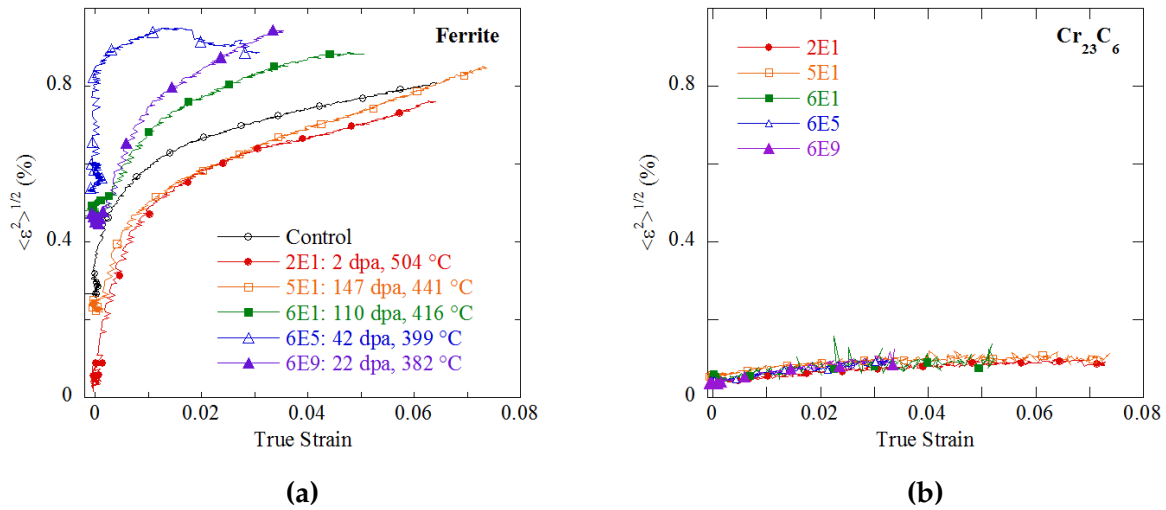 Ferrite
0.8
0.4
0
<ε²>^1/2 (%)
Control
2E1: 2 dpa, 504 °C
5E1: 147 dpa, 441 °C
6E1: 110 dpa, 416 °C
6E5: 42 dpa, 399 °C
6E9: 22 dpa, 382 °C
0 0.02 0.04 0.06 0.08
True Strain
(a)
Cr₂₃C₆
2E1
5E1
6E1
6E5
6E9
0.8
0.4
0
<ε²>^1/2 (%)
0 0.02 0.04 0.06 0.08
True Strain
(b)